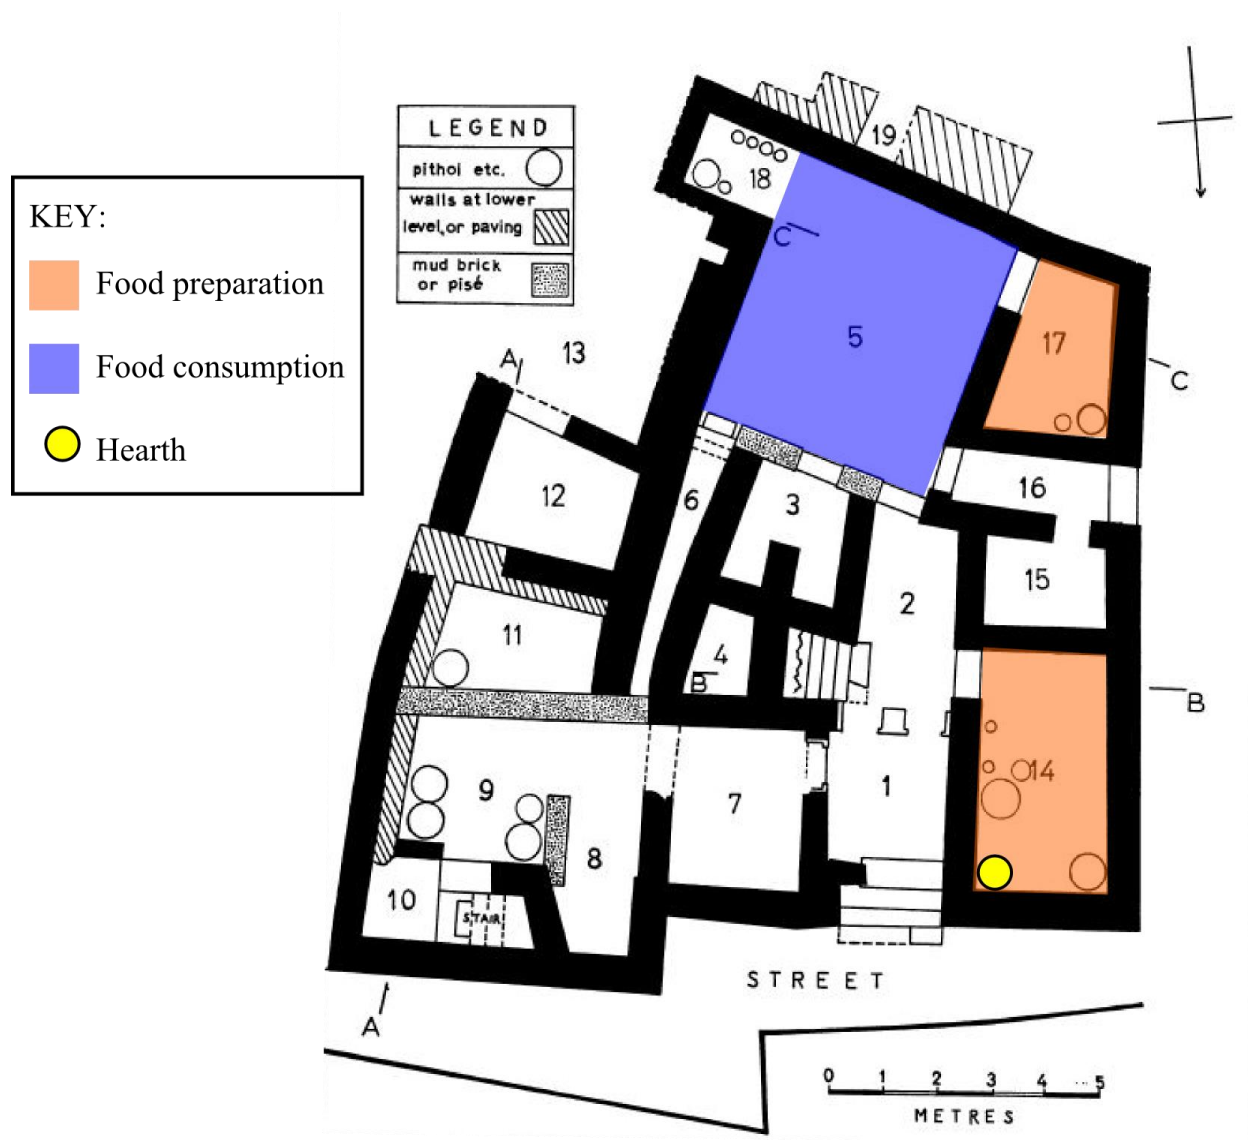 LEGEND
pithoi etc.
walls at lower
level, or paving
mud brick
or pisé
KEY:
Food preparation
Food consumption
Hearth
19
18
C
5
17
C
13
A
12
6
3
16
15
2
11
4
B
B
14
9
7
1
8
10
STAIR
STREET
A
0 1 2 3 4 5
METRES